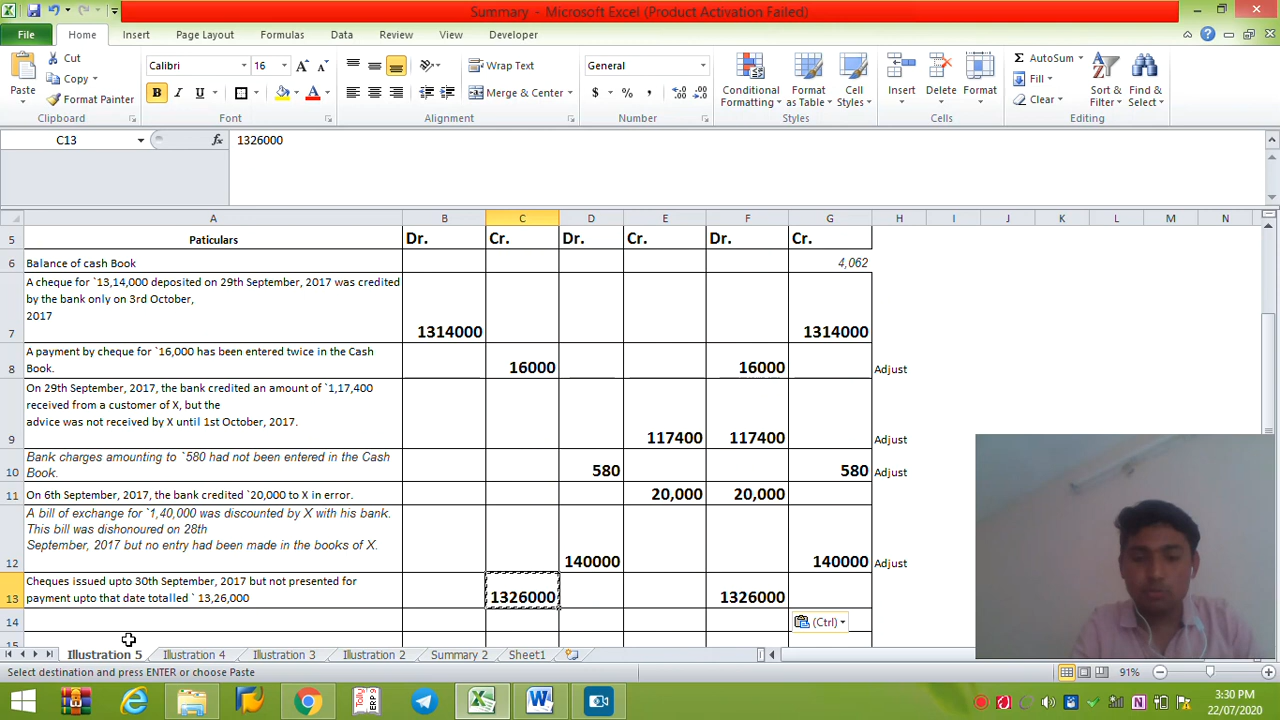 Summary - Microsoft Excel (Product Activation Failed)
File Home Insert Page Layout Formulas Data Review View Developer
Cut
Copy
Format Painter
Paste
Clipboard
Calibri 16
B I U
Font
Wrap Text
Merge & Center
Alignment
General
$ % ,
Number
Conditional Formatting
Format as Table
Cell Styles
Styles
Insert Delete Format
Cells
AutoSum
Fill
Clear
Sort & Filter
Find & Select
Editing
C13 fx 1326000
A B C D E F G H I J K L M N
5 Paticulars Dr. Cr. Dr. Cr. Dr. Cr.
6 Balance of cash Book 4,062
A cheque for `13,14,000 deposited on 29th September, 2017 was credited
by the bank only on 3rd October,
2017
7 1314000 1314000
A payment by cheque for `16,000 has been entered twice in the Cash
8 Book. 16000 16000 Adjust
On 29th September, 2017, the bank credited an amount of `1,17,400
received from a customer of X, but the
advice was not received by X until 1st October, 2017.
9 117400 117400 Adjust
Bank charges amounting to `580 had not been entered in the Cash
10 Book. 580 580 Adjust
11 On 6th September, 2017, the bank credited `20,000 to X in error. 20,000 20,000
A bill of exchange for `1,40,000 was discounted by X with his bank.
This bill was dishonoured on 28th
September, 2017 but no entry had been made in the books of X.
12 140000 140000 Adjust
Cheques issued upto 30th September, 2017 but not presented for
13 payment upto that date totalled ` 13,26,000 1326000 1326000
14 (Ctrl)
15
Illustration 5 Illustration 4 Illustration 3 Illustration 2 Summary 2 Sheet1
Select destination and press ENTER or choose Paste 91%
3:30 PM
22/07/2020